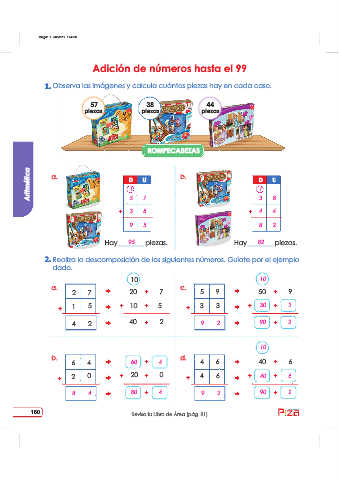 Adición de números hasta el 99
1. Observa las imágenes y calcula cuántas piezas hay en cada caso.
57 piezas
38 piezas
44 piezas
ROMPECABEZAS
Aritmética
a.
D U
1
5 7
+ 3 8
9 5
Hay 95 piezas.
b.
D U
1
3 8
+ 4 4
8 2
Hay 82 piezas.
2. Realiza la descomposición de los siguientes números. Guíate por el ejemplo dado.
a.
10
2 7 20 + 7
+ 1 5 + 10 + 5
4 2 40 + 2
c.
10
5 9 50 + 9
+ 3 3 + 30 + 3
9 2 90 + 2
b.
6 4 60 + 4
+ 2 0 + 20 + 0
8 4 80 + 4
d.
10
4 6 40 + 6
+ 4 6 + 40 + 6
9 2 90 + 2
160
Revisa la Libro de Área (pág. 81)